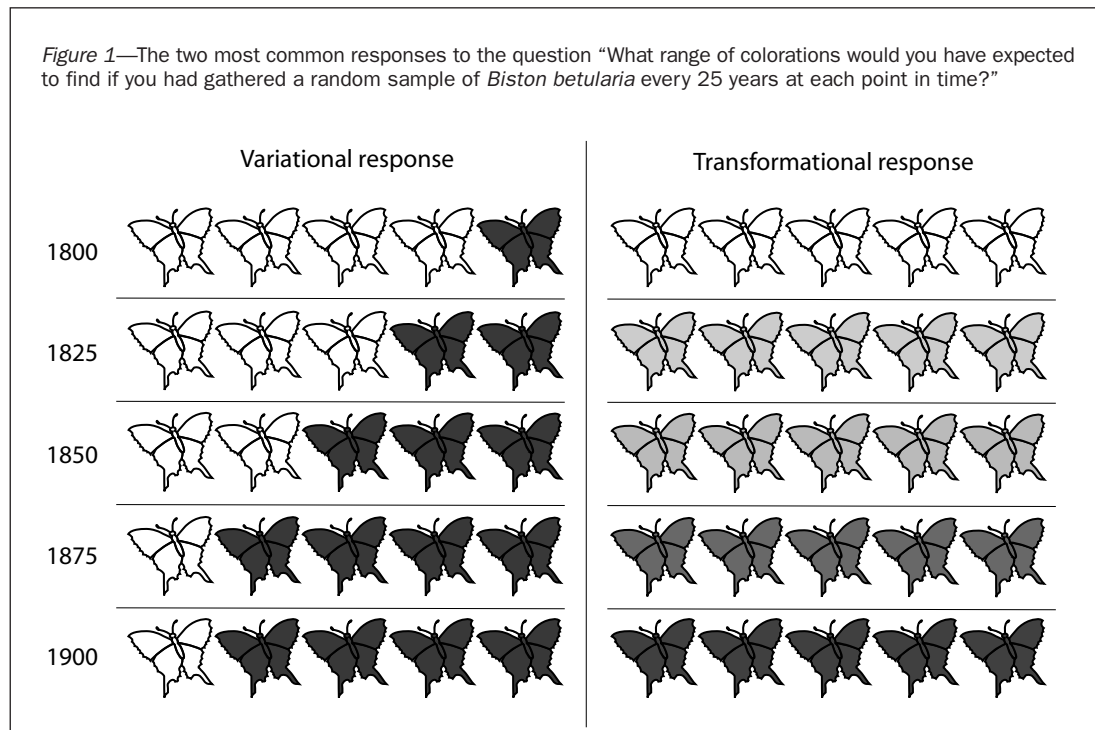 Figure 1—The two most common responses to the question “What range of colorations would you have expected
to find if you had gathered a random sample of Biston betularia every 25 years at each point in time?”
Variational response
Transformational response
1800
1825
1850
1875
1900